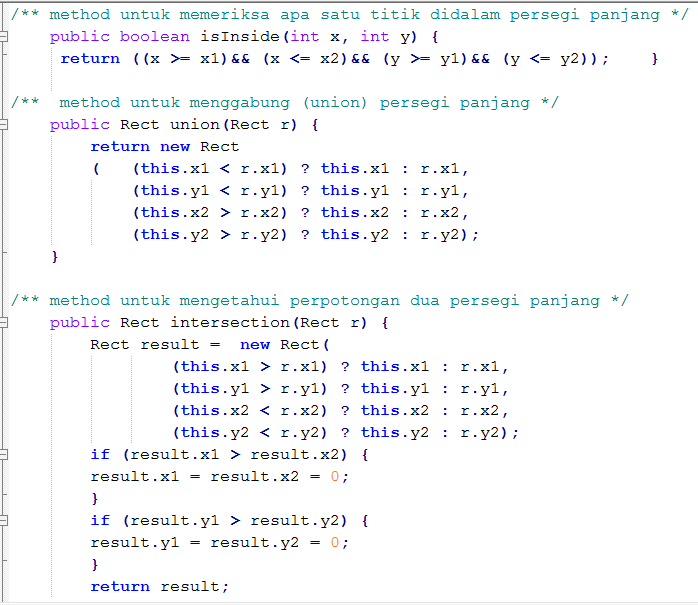 /** method untuk memeriksa apa satu titik didalam persegi panjang */
public boolean isInside(int x, int y) {
return ((x >= x1)&& (x <= x2)&& (y >= y1)&& (y <= y2));    }
/**  method untuk menggabung (union) persegi panjang */
public Rect union(Rect r) {
return new Rect
(   (this.x1 < r.x1) ? this.x1 : r.x1,
(this.y1 < r.y1) ? this.y1 : r.y1,
(this.x2 > r.x2) ? this.x2 : r.x2,
(this.y2 > r.y2) ? this.y2 : r.y2);
}
/** method untuk mengetahui perpotongan dua persegi panjang */
public Rect intersection(Rect r) {
Rect result =  new Rect(
(this.x1 > r.x1) ? this.x1 : r.x1,
(this.y1 > r.y1) ? this.y1 : r.y1,
(this.x2 < r.x2) ? this.x2 : r.x2,
(this.y2 < r.y2) ? this.y2 : r.y2);
if (result.x1 > result.x2) {
result.x1 = result.x2 = 0;
}
if (result.y1 > result.y2) {
result.y1 = result.y2 = 0;
}
return result;